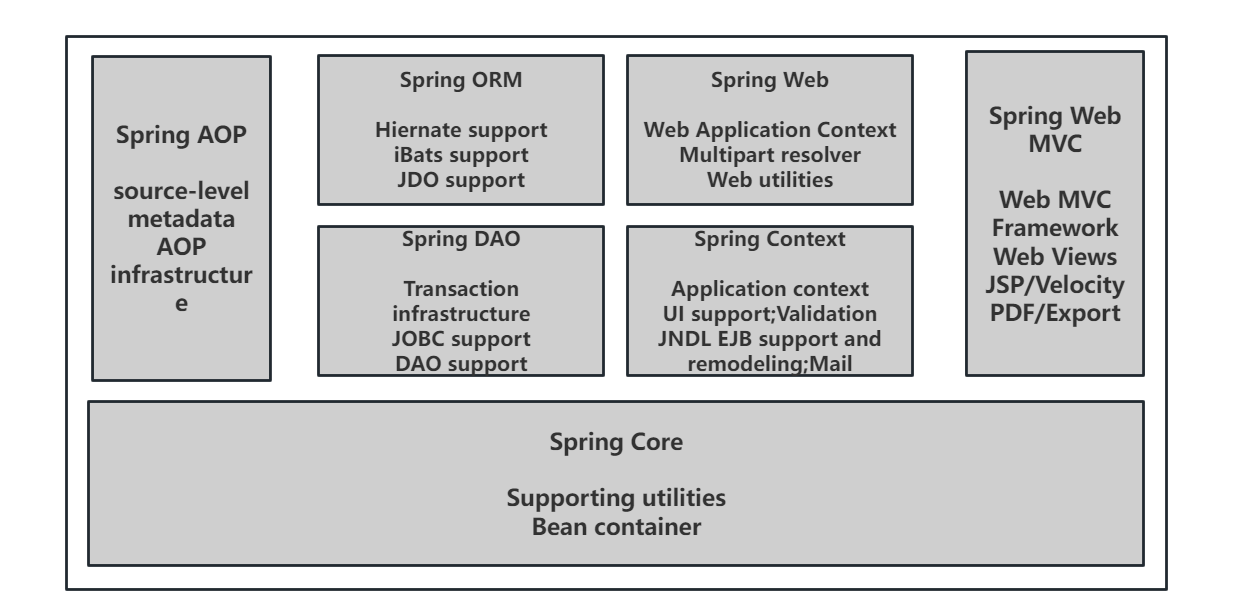 Spring AOP
source-level
metadata
AOP
infrastructur
e
Spring ORM
Hiernate support
iBats support
JDO support
Spring Web
Web Application Context
Multipart resolver
Web utilities
Spring DAO
Transaction
infrastructure
JOBC support
DAO support
Spring Context
Application context
UI support;Validation
JNDL EJB support and
remodeling;Mail
Spring Web
MVC
Web MVC
Framework
Web Views
JSP/Velocity
PDF/Export
Spring Core
Supporting utilities
Bean container